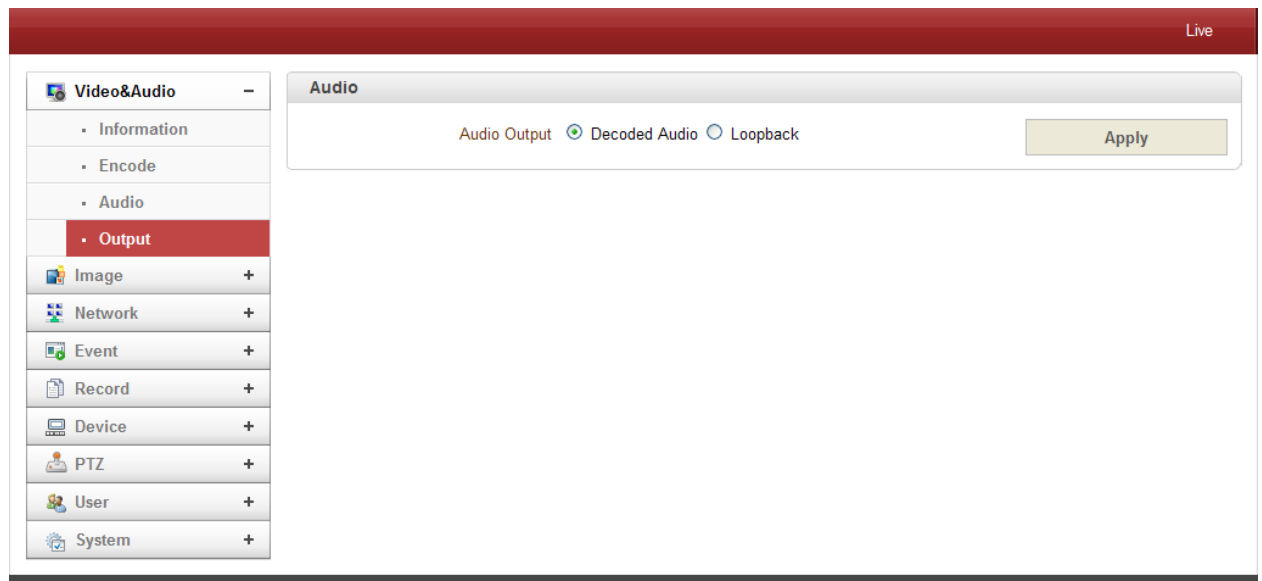 Live
Video&Audio −
Information
Encode
Audio
Output
Image +
Network +
Event +
Record +
Device +
PTZ +
User +
System +
Audio
Audio Output Decoded Audio Loopback
Apply